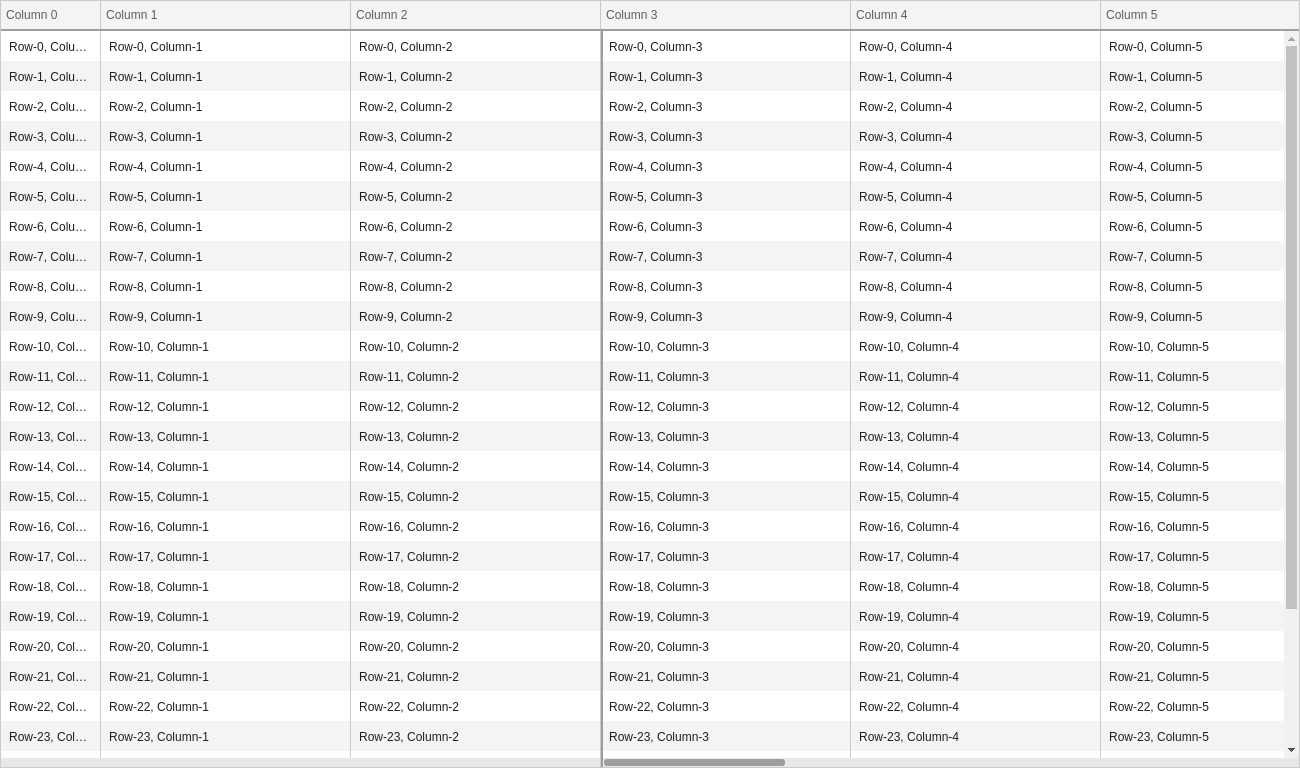 Column 0 Column 1 Column 2 Column 3 Column 4 Column 5
Row-0, Colu… Row-0, Column-1 Row-0, Column-2 Row-0, Column-3 Row-0, Column-4 Row-0, Column-5
Row-1, Colu… Row-1, Column-1 Row-1, Column-2 Row-1, Column-3 Row-1, Column-4 Row-1, Column-5
Row-2, Colu… Row-2, Column-1 Row-2, Column-2 Row-2, Column-3 Row-2, Column-4 Row-2, Column-5
Row-3, Colu… Row-3, Column-1 Row-3, Column-2 Row-3, Column-3 Row-3, Column-4 Row-3, Column-5
Row-4, Colu… Row-4, Column-1 Row-4, Column-2 Row-4, Column-3 Row-4, Column-4 Row-4, Column-5
Row-5, Colu… Row-5, Column-1 Row-5, Column-2 Row-5, Column-3 Row-5, Column-4 Row-5, Column-5
Row-6, Colu… Row-6, Column-1 Row-6, Column-2 Row-6, Column-3 Row-6, Column-4 Row-6, Column-5
Row-7, Colu… Row-7, Column-1 Row-7, Column-2 Row-7, Column-3 Row-7, Column-4 Row-7, Column-5
Row-8, Colu… Row-8, Column-1 Row-8, Column-2 Row-8, Column-3 Row-8, Column-4 Row-8, Column-5
Row-9, Colu… Row-9, Column-1 Row-9, Column-2 Row-9, Column-3 Row-9, Column-4 Row-9, Column-5
Row-10, Col… Row-10, Column-1 Row-10, Column-2 Row-10, Column-3 Row-10, Column-4 Row-10, Column-5
Row-11, Col… Row-11, Column-1 Row-11, Column-2 Row-11, Column-3 Row-11, Column-4 Row-11, Column-5
Row-12, Col… Row-12, Column-1 Row-12, Column-2 Row-12, Column-3 Row-12, Column-4 Row-12, Column-5
Row-13, Col… Row-13, Column-1 Row-13, Column-2 Row-13, Column-3 Row-13, Column-4 Row-13, Column-5
Row-14, Col… Row-14, Column-1 Row-14, Column-2 Row-14, Column-3 Row-14, Column-4 Row-14, Column-5
Row-15, Col… Row-15, Column-1 Row-15, Column-2 Row-15, Column-3 Row-15, Column-4 Row-15, Column-5
Row-16, Col… Row-16, Column-1 Row-16, Column-2 Row-16, Column-3 Row-16, Column-4 Row-16, Column-5
Row-17, Col… Row-17, Column-1 Row-17, Column-2 Row-17, Column-3 Row-17, Column-4 Row-17, Column-5
Row-18, Col… Row-18, Column-1 Row-18, Column-2 Row-18, Column-3 Row-18, Column-4 Row-18, Column-5
Row-19, Col… Row-19, Column-1 Row-19, Column-2 Row-19, Column-3 Row-19, Column-4 Row-19, Column-5
Row-20, Col… Row-20, Column-1 Row-20, Column-2 Row-20, Column-3 Row-20, Column-4 Row-20, Column-5
Row-21, Col… Row-21, Column-1 Row-21, Column-2 Row-21, Column-3 Row-21, Column-4 Row-21, Column-5
Row-22, Col… Row-22, Column-1 Row-22, Column-2 Row-22, Column-3 Row-22, Column-4 Row-22, Column-5
Row-23, Col… Row-23, Column-1 Row-23, Column-2 Row-23, Column-3 Row-23, Column-4 Row-23, Column-5